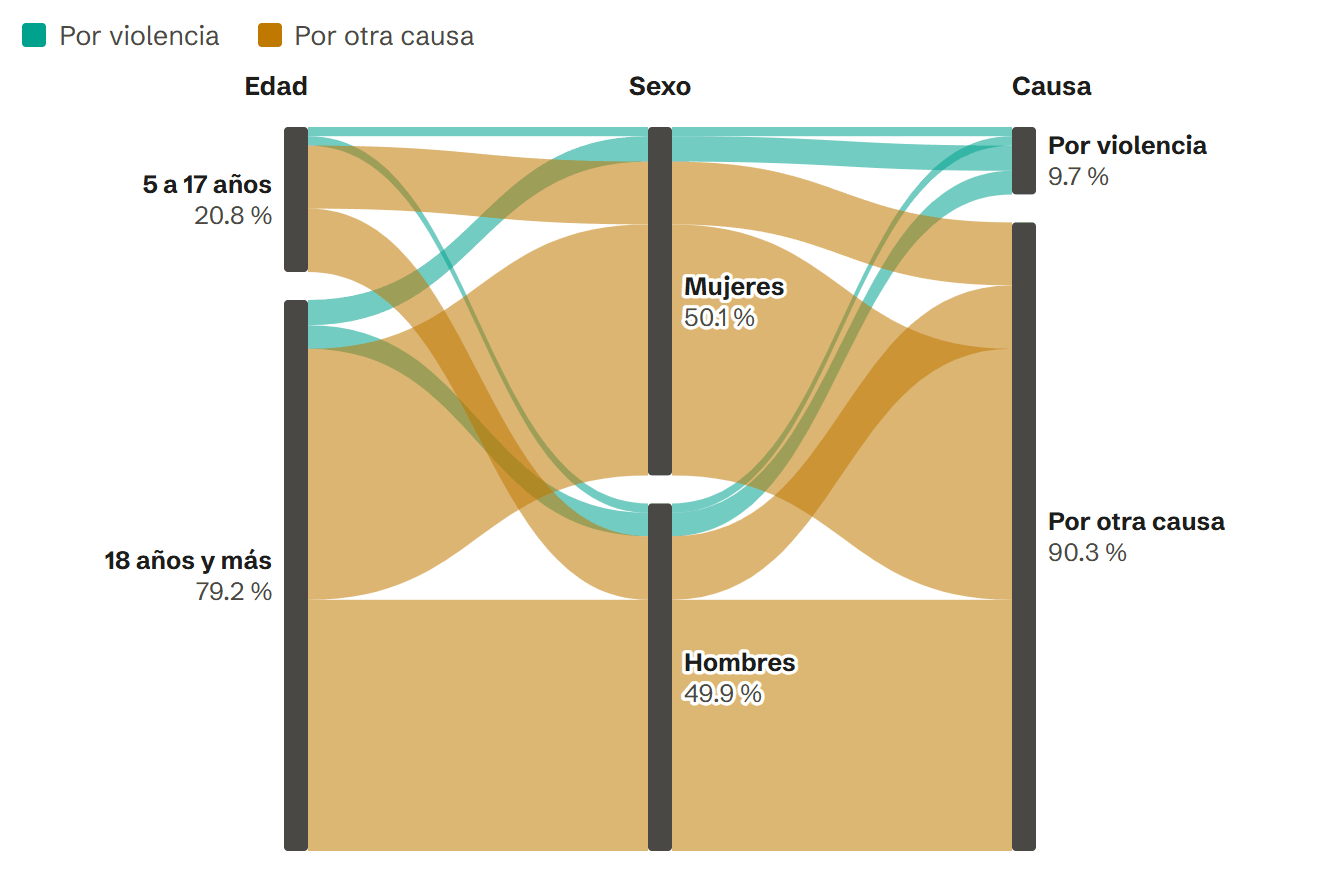 Por violencia
Por otra causa
Edad
Sexo
Causa
5 a 17 años
20.8 %
18 años y más
79.2 %
Mujeres
50.1 %
Hombres
49.9 %
Por violencia
9.7 %
Por otra causa
90.3 %